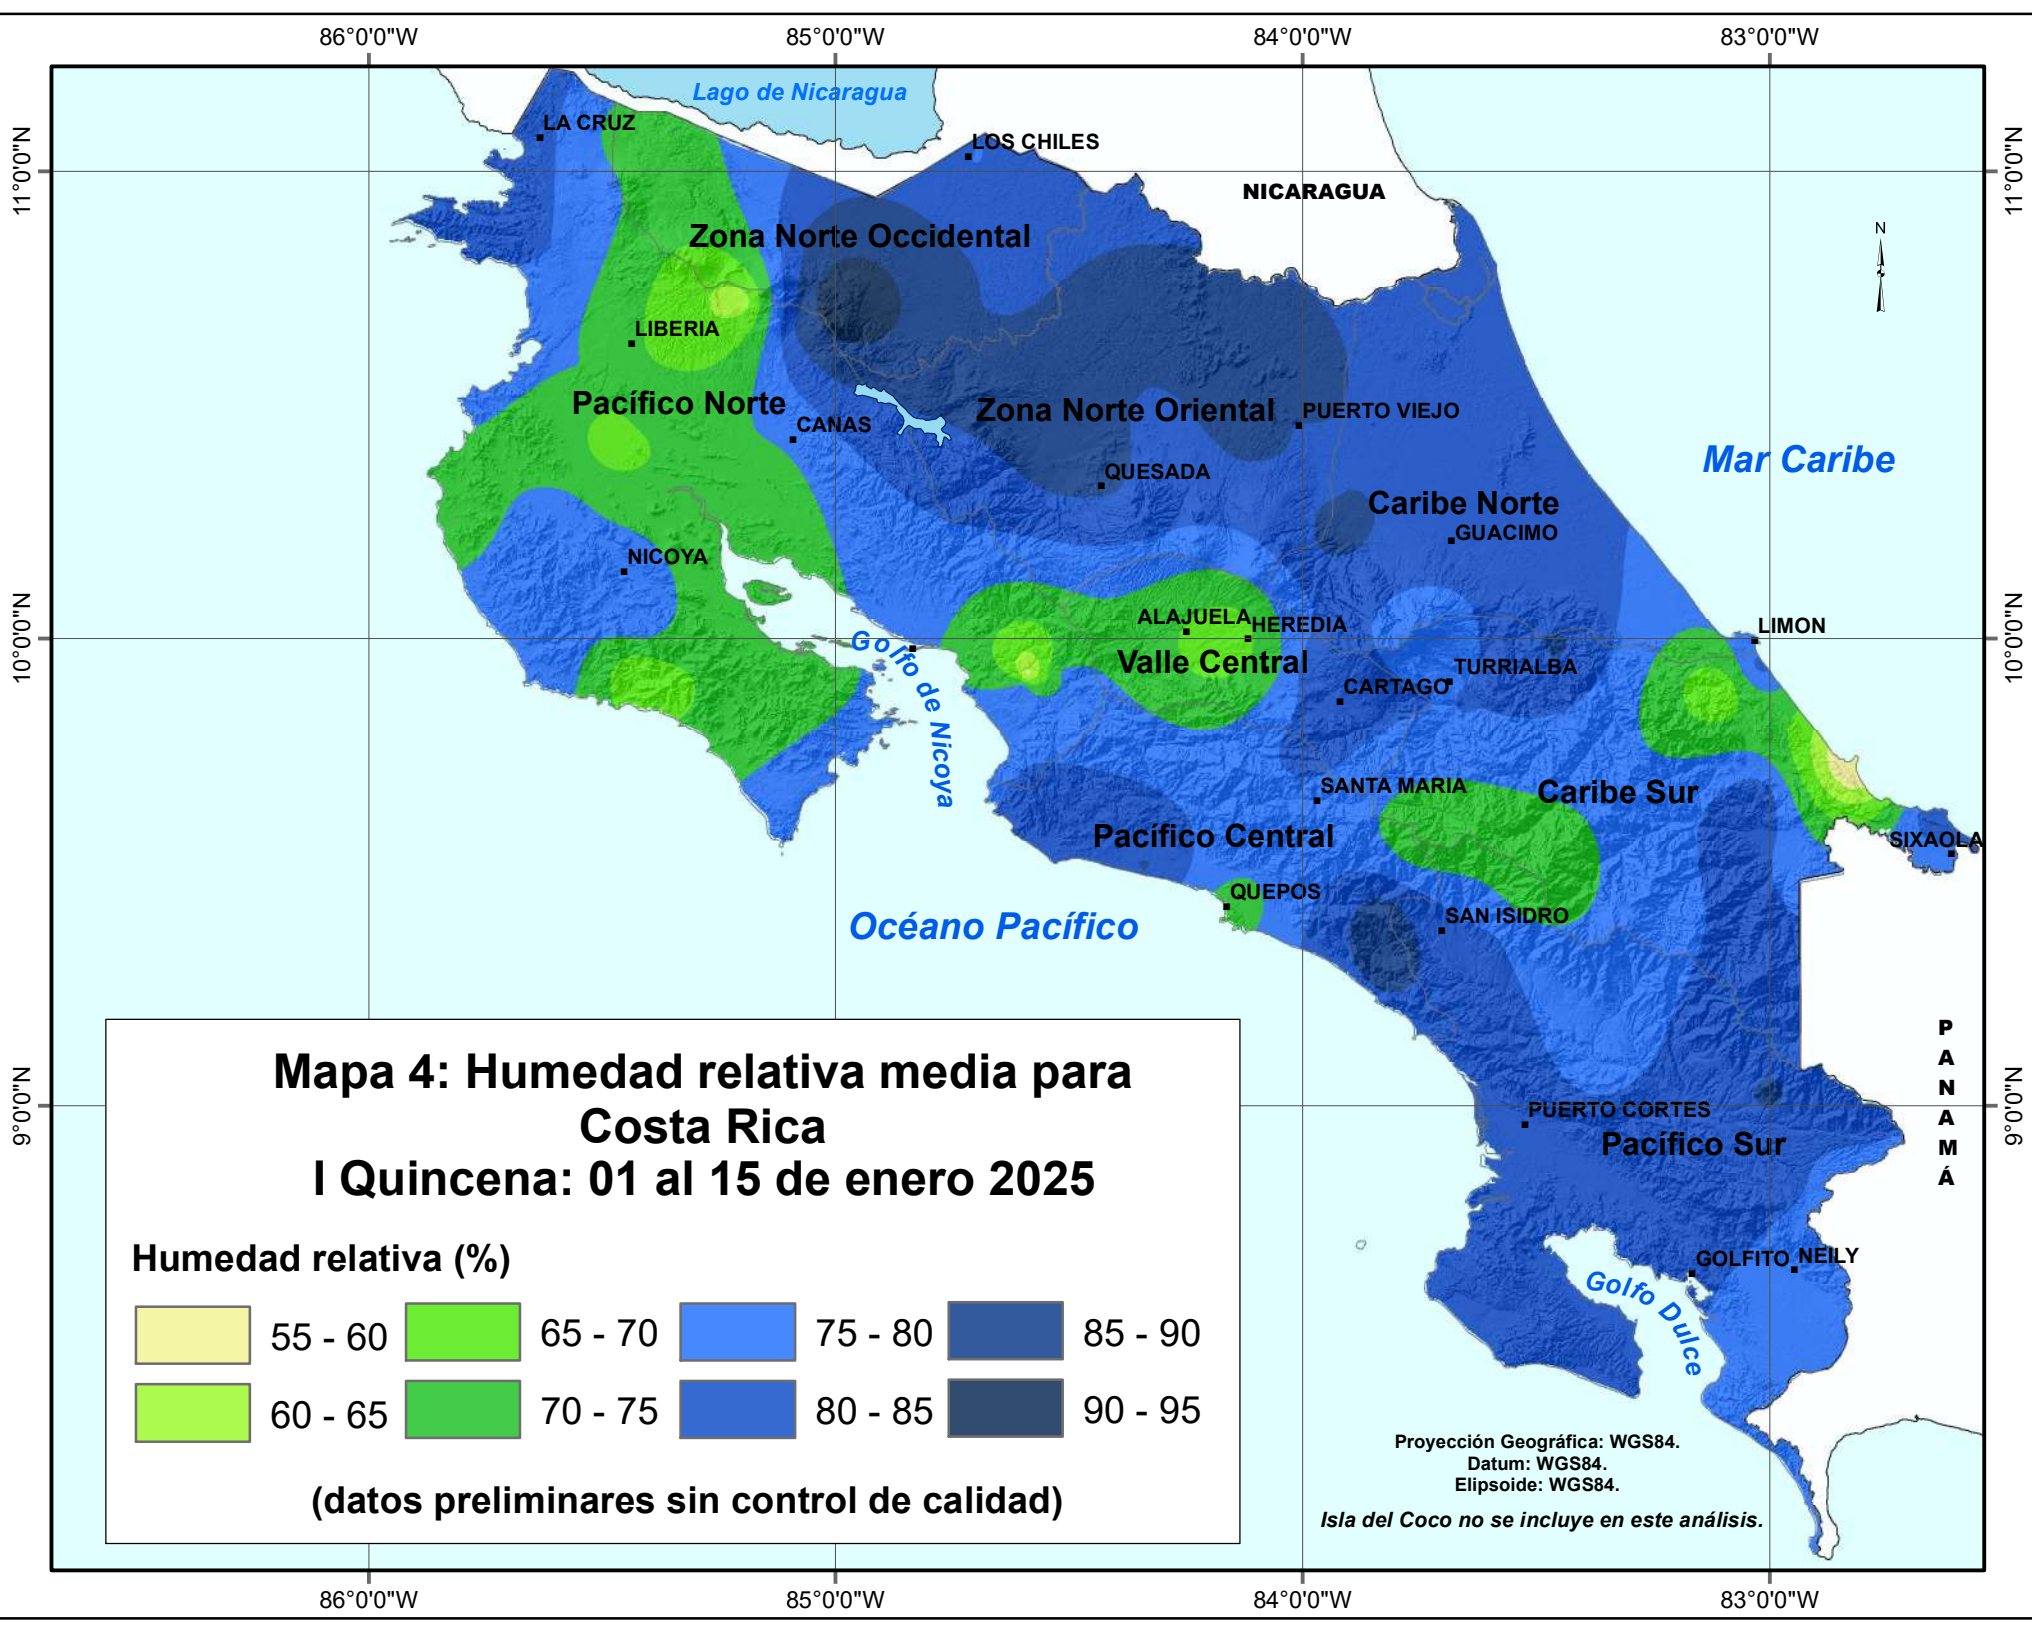 86°0'0"W
85°0'0"W
84°0'0"W
83°0'0"W
Lago de Nicaragua
LA CRUZ
LOS CHILES
11°0'0"N
11°0'0"N
NICARAGUA
Zona Norte Occidental
N
LIBERIA
Pacífico Norte
CANAS
Zona Norte Oriental
PUERTO VIEJO
Mar Caribe
QUESADA
Caribe Norte
GUACIMO
NICOYA
10°0'0"N
10°0'0"N
ALAJUELA
HEREDIA
LIMON
Golfo de Nicoya
Valle Central
TURRIALBA
CARTAGO
SANTA MARIA
Caribe Sur
Pacífico Central
SIXAOLA
QUEPOS
Océano Pacífico
SAN ISIDRO
PANAMÁ
9°0'0"N
9°0'0"N
PUERTO CORTES
Pacífico Sur
GOLFITO
NEILY
Golfo Dulce
Mapa 4: Humedad relativa media para
Costa Rica
I Quincena: 01 al 15 de enero 2025
Humedad relativa (%)
55 - 60
65 - 70
75 - 80
85 - 90
60 - 65
70 - 75
80 - 85
90 - 95
(datos preliminares sin control de calidad)
Proyección Geográfica: WGS84.
Datum: WGS84.
Elipsoide: WGS84.
Isla del Coco no se incluye en este análisis.
86°0'0"W
85°0'0"W
84°0'0"W
83°0'0"W